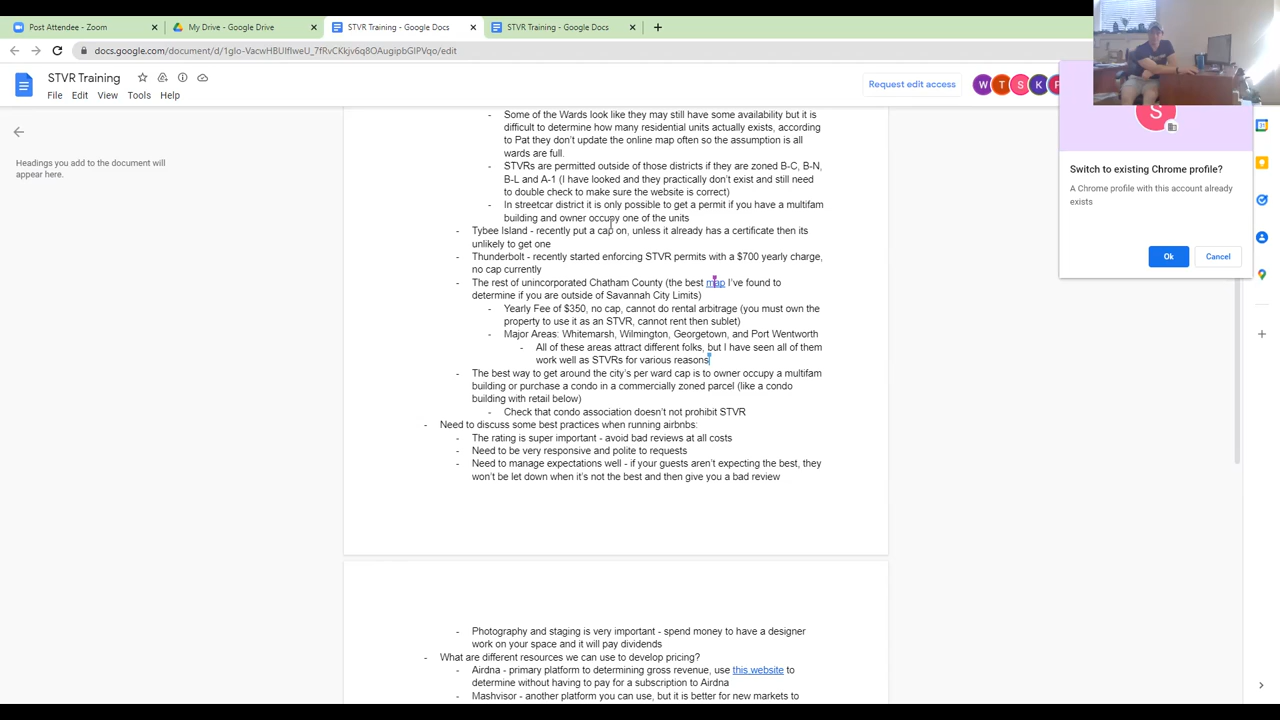 Post Attendee - Zoom
My Drive - Google Drive
STVR Training - Google Docs
STVR Training - Google Docs
docs.google.com/document/d/1glo-VacwHBUIfIweU_7fRvCKkjv6q8OAugipbGIPVqo/edit
STVR Training
File Edit View Tools Help
Request edit access
W T S K
S
Headings you add to the document will
appear here.
Switch to existing Chrome profile?
A Chrome profile with this account already
exists
Ok Cancel
- Some of the Wards look like they may still have some availability but it is
difficult to determine how many residential units actually exists, according
to Pat they don't update the online map often so the assumption is all
wards are full.
- STVRs are permitted outside of those districts if they are zoned B-C, B-N,
B-L and A-1 (I have looked and they practically don't exist and still need
to double check to make sure the website is correct)
- In streetcar district it is only possible to get a permit if you have a multifam
building and owner occupy one of the units
- Tybee Island - recently put a cap on, unless it already has a certificate then its
unlikely to get one
- Thunderbolt - recently started enforcing STVR permits with a $700 yearly charge,
no cap currently
- The rest of unincorporated Chatham County (the best map I've found to
determine if you are outside of Savannah City Limits)
- Yearly Fee of $350, no cap, cannot do rental arbitrage (you must own the
property to use it as an STVR, cannot rent then sublet)
- Major Areas: Whitemarsh, Wilmington, Georgetown, and Port Wentworth
- All of these areas attract different folks, but I have seen all of them
work well as STVRs for various reasons
- The best way to get around the city's per ward cap is to owner occupy a multifam
building or purchase a condo in a commercially zoned parcel (like a condo
building with retail below)
- Check that condo association doesn't not prohibit STVR
- Need to discuss some best practices when running airbnbs:
- The rating is super important - avoid bad reviews at all costs
- Need to be very responsive and polite to requests
- Need to manage expectations well - if your guests aren't expecting the best, they
won't be let down when it's not the best and then give you a bad review
- Photography and staging is very important - spend money to have a designer
work on your space and it will pay dividends
- What are different resources we can use to develop pricing?
- Airdna - primary platform to determining gross revenue, use this website to
determine without having to pay for a subscription to Airdna
- Mashvisor - another platform you can use, but it is better for new markets to